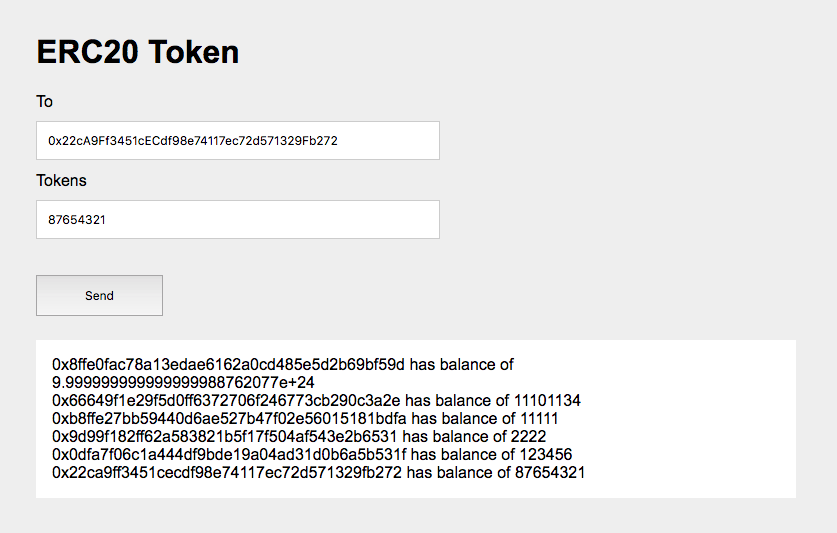 ERC20 Token
To
0x22cA9Ff3451cECdf98e74117ec72d571329Fb272
Tokens
87654321
Send
0x8ffe0fac78a13edae6162a0cd485e5d2b69bf59d has balance of
9.999999999999999988762077e+24
0x66649f1e29f5d0ff6372706f246773cb290c3a2e has balance of 11101134
0xb8ffe27bb59440d6ae527b47f02e56015181bdfa has balance of 11111
0x9d99f182ff62a583821b5f17f504af543e2b6531 has balance of 2222
0x0dfa7f06c1a444df9bde19a04ad31d0b6a5b531f has balance of 123456
0x22ca9ff3451cecdf98e74117ec72d571329fb272 has balance of 87654321